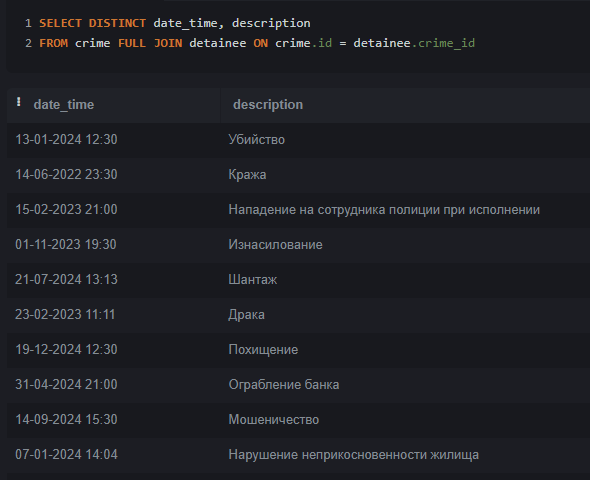 1 SELECT DISTINCT date_time, description
2 FROM crime FULL JOIN detainee ON crime.id = detainee.crime_id
date_time description
13-01-2024 12:30 Убийство
14-06-2022 23:30 Кража
15-02-2023 21:00 Нападение на сотрудника полиции при исполнении
01-11-2023 19:30 Изнасилование
21-07-2024 13:13 Шантаж
23-02-2023 11:11 Драка
19-12-2024 12:30 Похищение
31-04-2024 21:00 Ограбление банка
14-09-2024 15:30 Мошеничество
07-01-2024 14:04 Нарушение неприкосновенности жилища